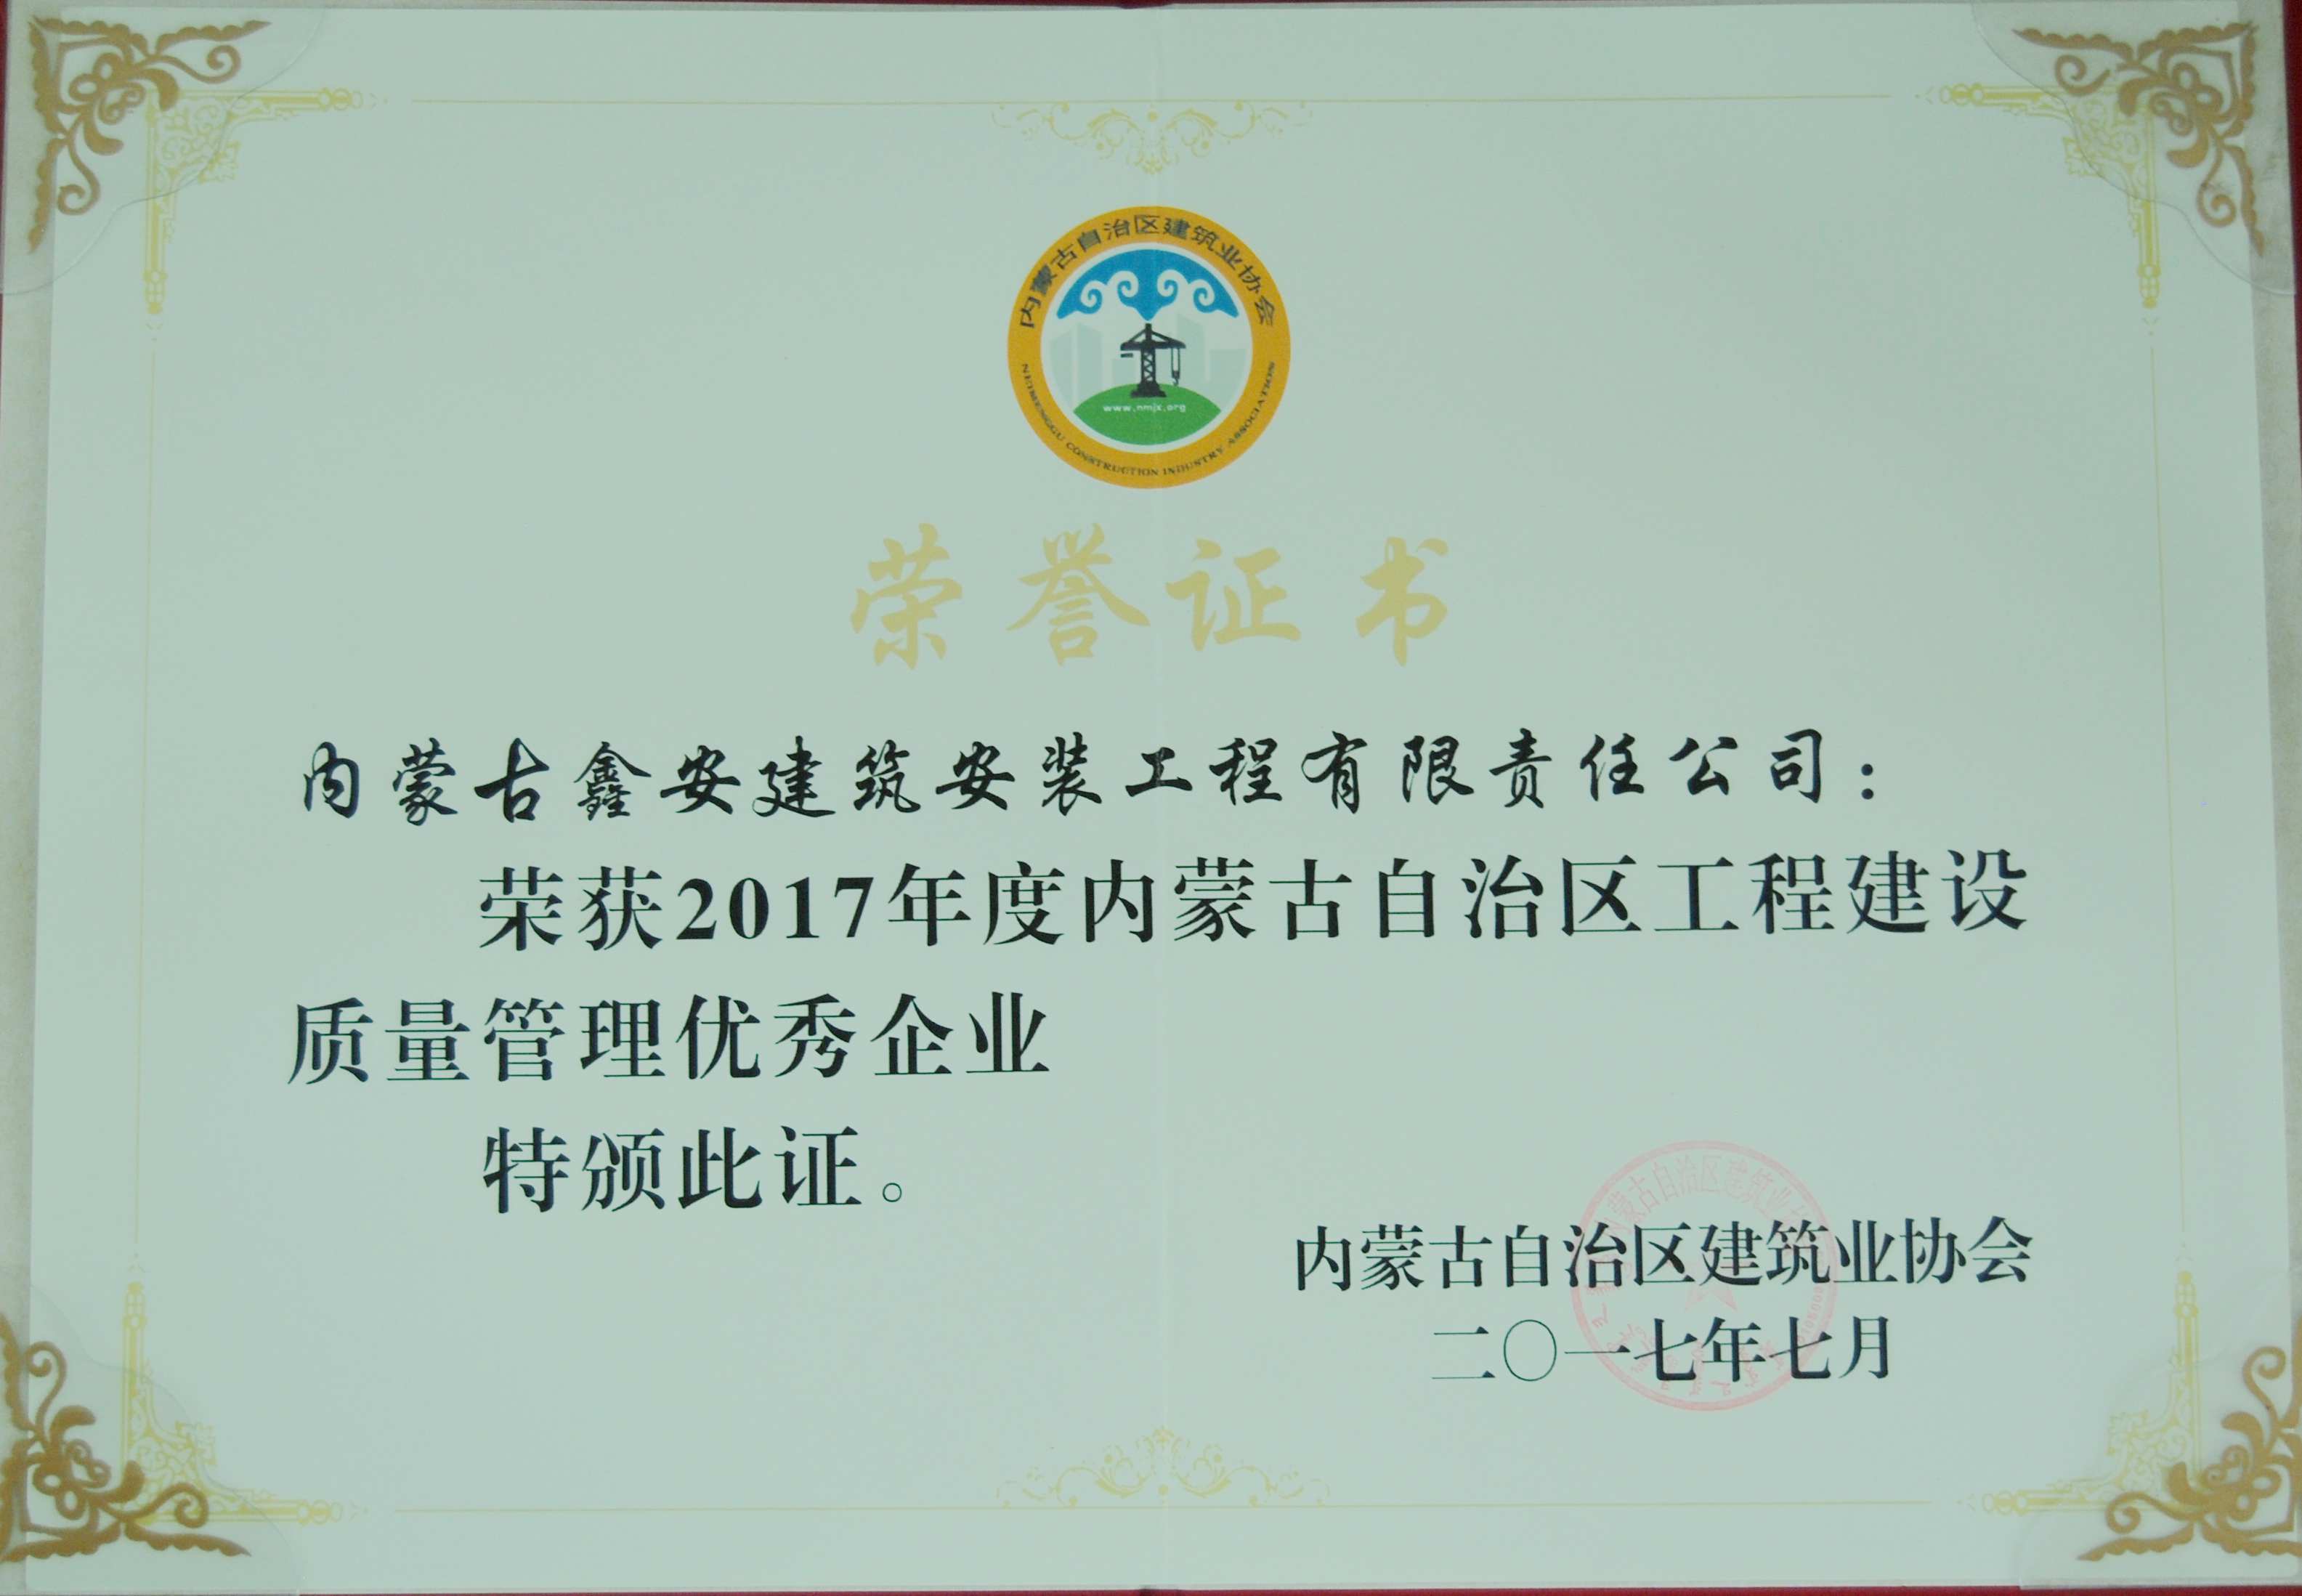 内蒙古自治区建筑业协会
www.nmjx.org
NEIMENGGU CONSTRUCTION INDUSTRY ASSOCIATION
荣誉证书
内蒙古鑫安建筑安装工程有限责任公司：
荣获2017年度内蒙古自治区工程建设
质量管理优秀企业
特颁此证。
内蒙古自治区建筑业协会
二〇一七年七月